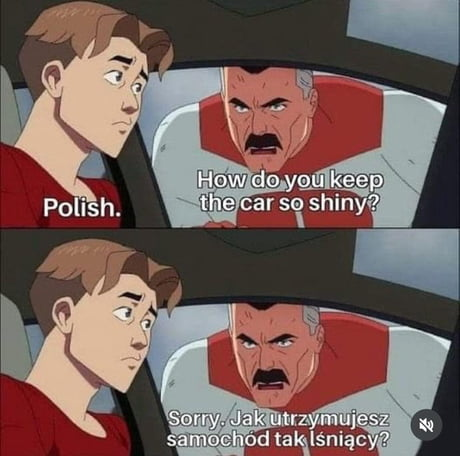 How do you keep
the car so shiny?
Polish.
Sorry. Jak utrzymujesz
samochód tak lśniący?